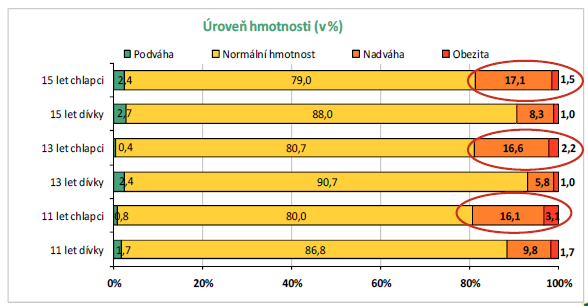 Úroveň hmotnosti (v %)
Podváha Normální hmotnost Nadváha Obezita
15 let chlapci 2,4 79,0 17,1 1,5
15 let dívky 2,7 88,0 8,3 1,0
13 let chlapci 0,4 80,7 16,6 2,2
13 let dívky 2,4 90,7 5,8 1,0
11 let chlapci 0,8 80,0 16,1 3,1
11 let dívky 1,7 86,8 9,8 1,7
0% 20% 40% 60% 80% 100%